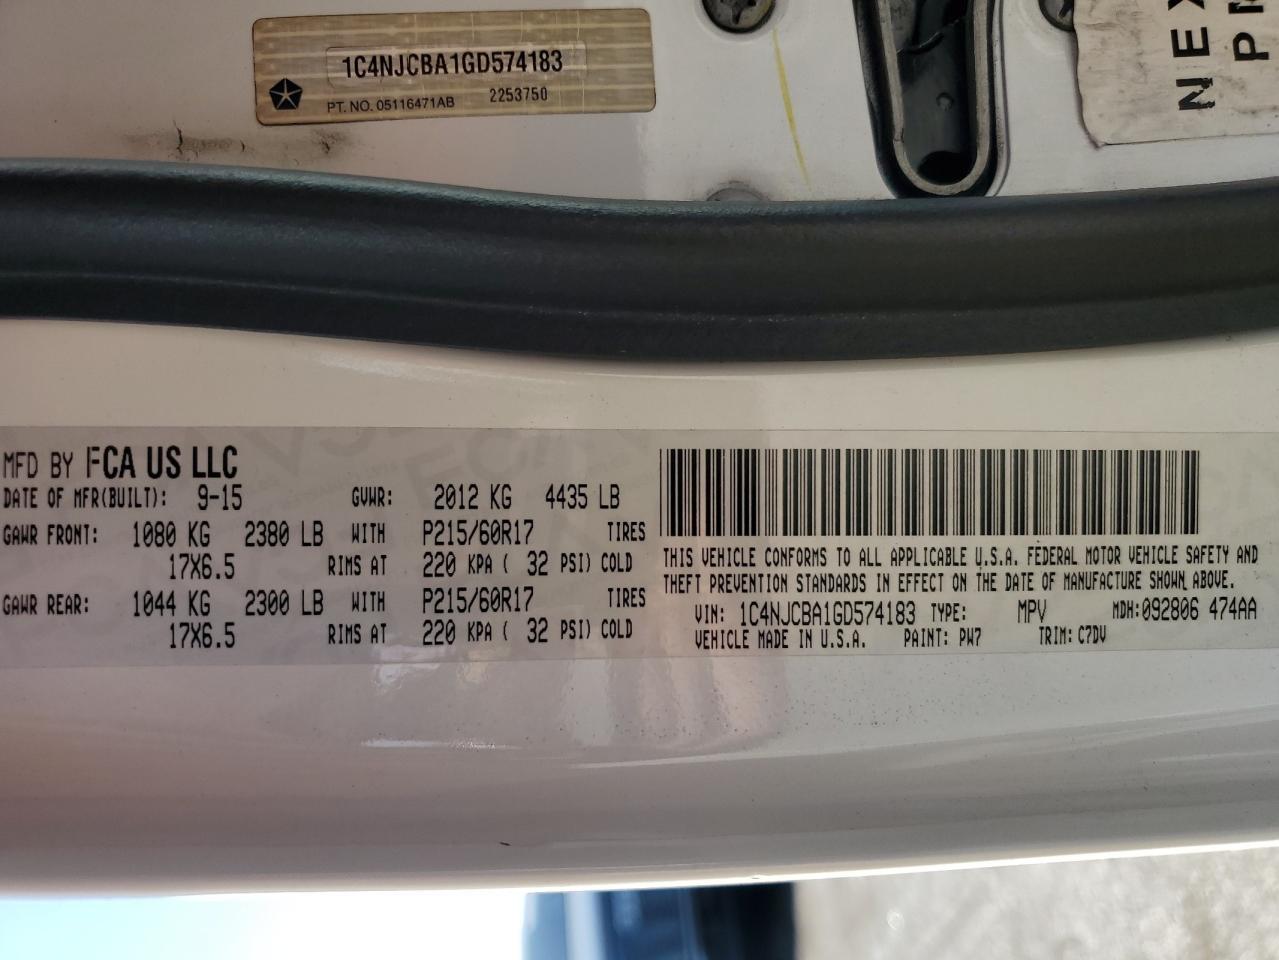 1C4NJCBA1GD574183
PT. NO. 05116471AB 2253750
NEX
MFD BY FCA US LLC
DATE OF MFR(BUILT): 9-15 GVWR: 2012 KG 4435 LB
GAWR FRONT: 1080 KG 2380 LB WITH P215/60R17 TIRES
17X6.5 RIMS AT 220 KPA ( 32 PSI) COLD
GAWR REAR: 1044 KG 2300 LB WITH P215/60R17 TIRES
17X6.5 RIMS AT 220 KPA ( 32 PSI) COLD
THIS VEHICLE CONFORMS TO ALL APPLICABLE U.S.A. FEDERAL MOTOR VEHICLE SAFETY AND
THEFT PREVENTION STANDARDS IN EFFECT ON THE DATE OF MANUFACTURE SHOWN ABOVE.
VIN: 1C4NJCBA1GD574183 TYPE: MPV MDH:092806 474AA
VEHICLE MADE IN U.S.A. PAINT: PW7 TRIM: C7DV